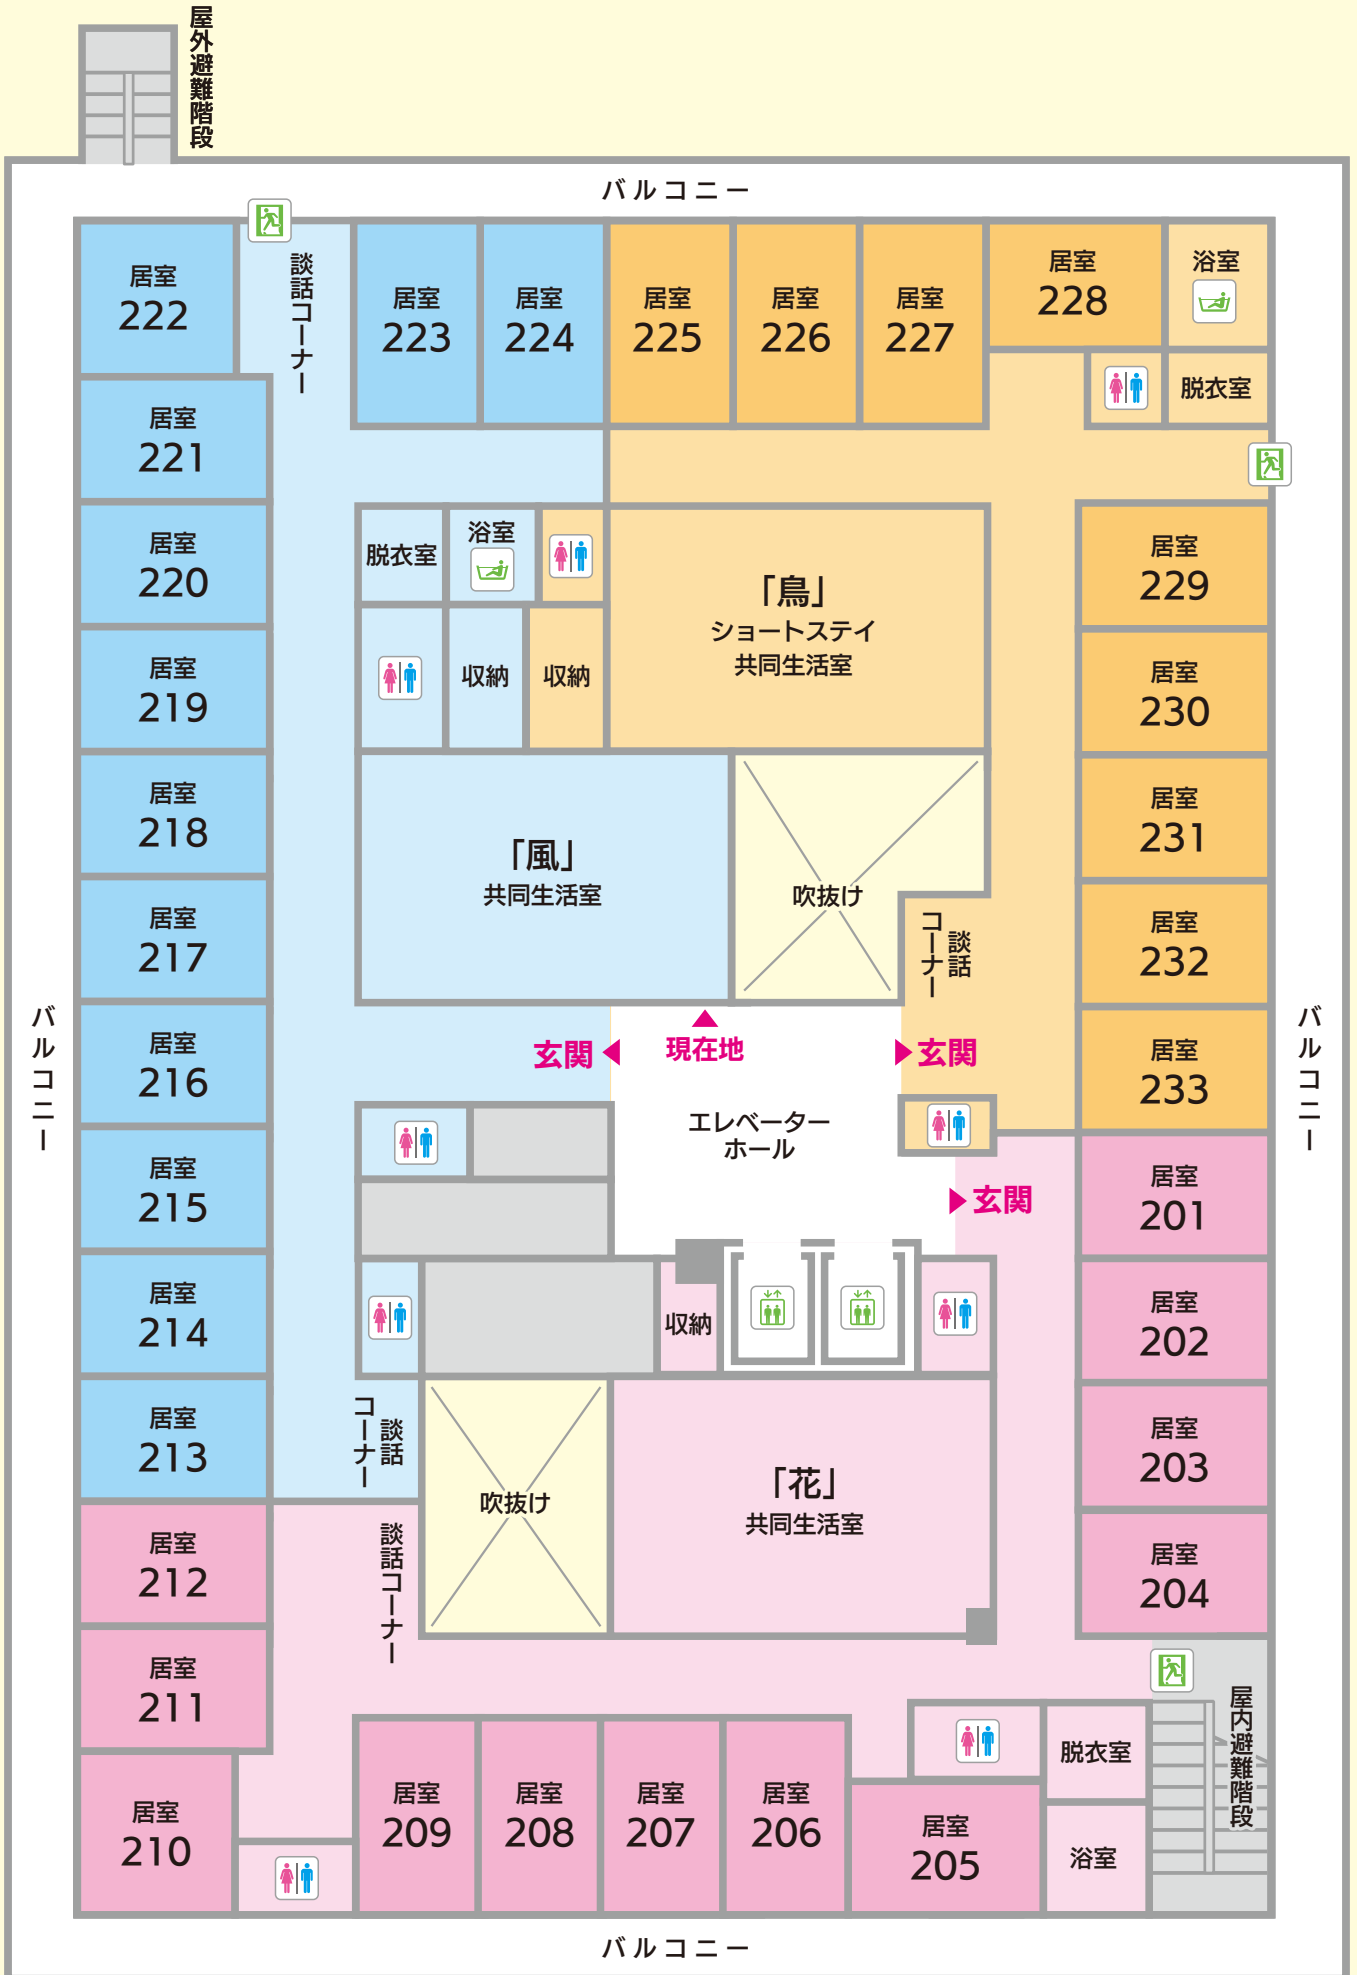 屋外避難階段
バルコニー
居室
222
談話コーナー
居室
223
居室
224
居室
225
居室
226
居室
227
居室
228
浴室
脱衣室
居室
221
居室
220
居室
219
居室
218
居室
217
居室
216
居室
215
居室
214
居室
213
脱衣室
浴室
収納
収納
「鳥」
ショートステイ
共同生活室
居室
229
居室
230
居室
231
居室
232
居室
233
「風」
共同生活室
吹抜け
談話
コーナー
バルコニー
バルコニー
玄関
現在地
玄関
エレベーター
ホール
玄関
居室
201
居室
202
居室
203
居室
204
収納
談話
コーナー
吹抜け
「花」
共同生活室
談話コーナー
居室
212
居室
211
居室
210
居室
209
居室
208
居室
207
居室
206
居室
205
脱衣室
浴室
屋内避難階段
バルコニー